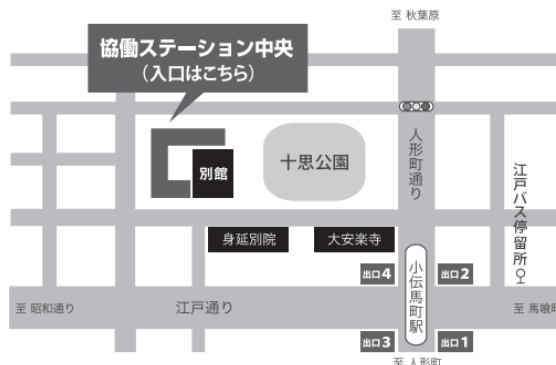 至 秋葉原
協働ステーション中央
（入口はこちら）
人形町通り
別館
十思公園
江戸バス停留所
身延別院
大安楽寺
小伝馬町駅
出口4
出口2
至 昭和通り
江戸通り
至 馬喰町
出口3
出口1
至 人形町